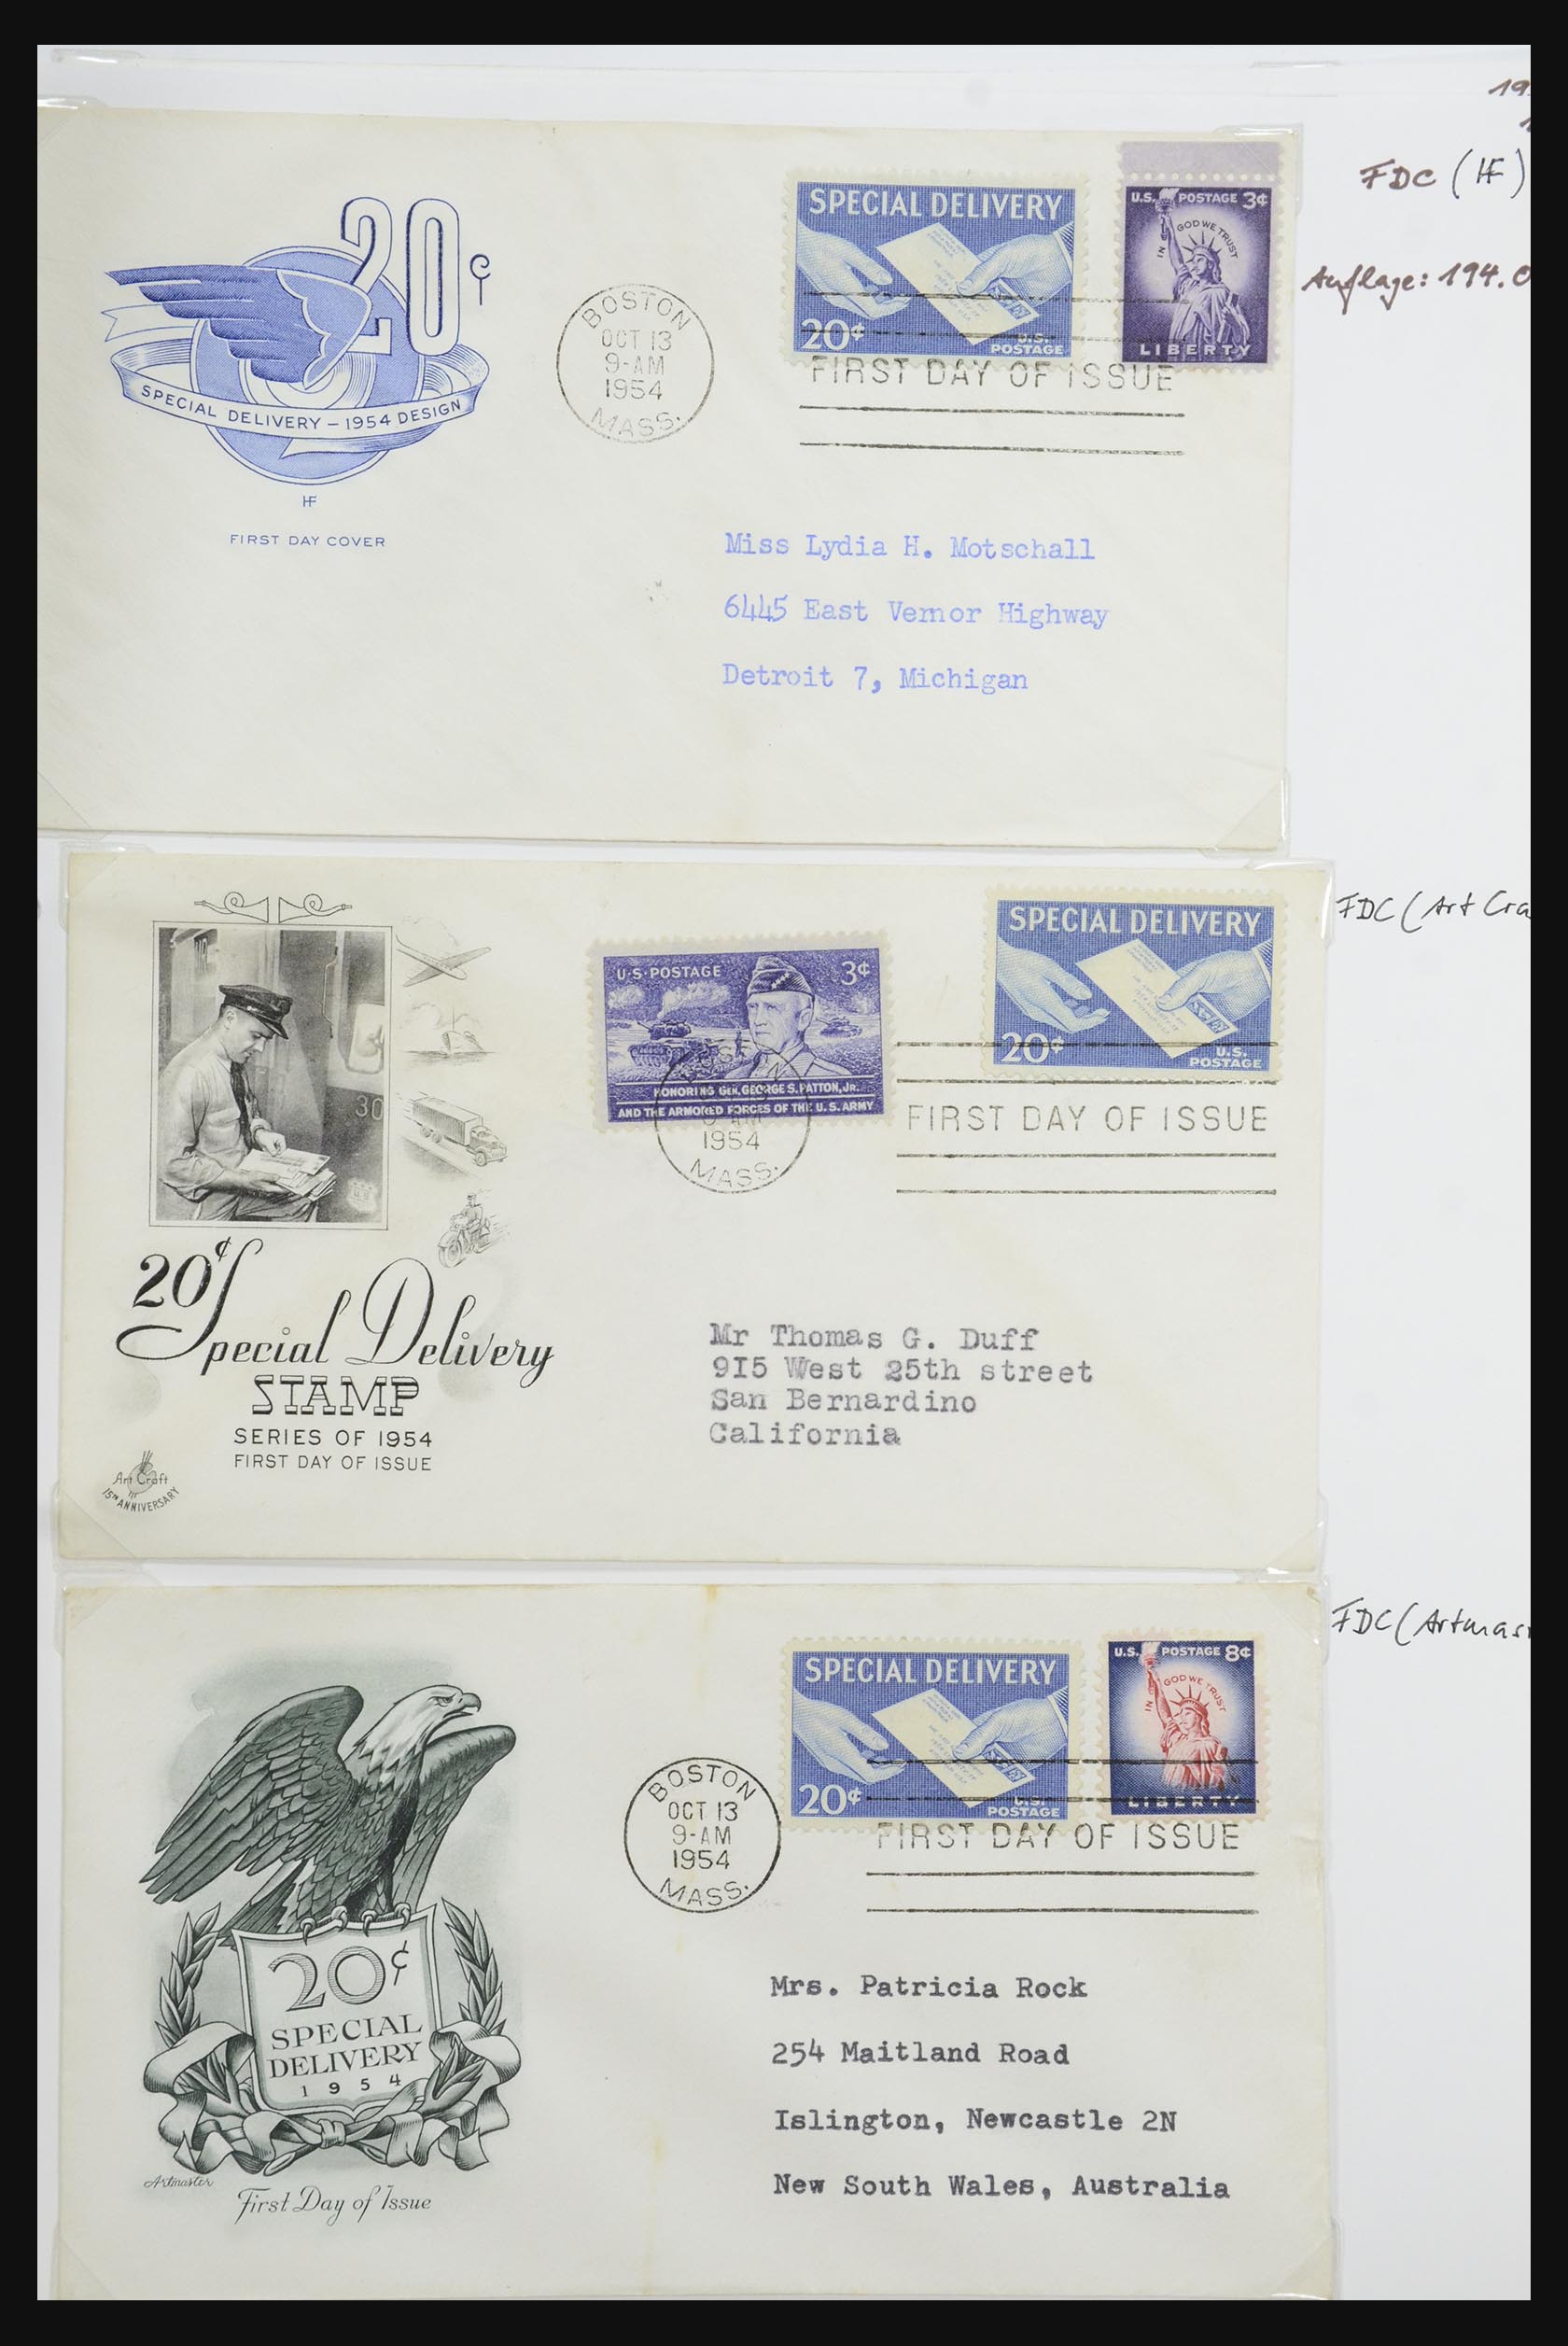 FDC (HF)
Auflage: 194.0
20¢
SPECIAL DELIVERY – 1954 DESIGN
HF
FIRST DAY COVER
BOSTON
OCT 13
9-AM
1954
MASS.
SPECIAL DELIVERY
20¢
U.S. POSTAGE
U.S. POSTAGE 3¢
IN GOD WE TRUST
LIBERTY
FIRST DAY OF ISSUE
Miss Lydia H. Motschall
6445 East Vernor Highway
Detroit 7, Michigan
FDC (Art Cra
30
20¢ Special Delivery
STAMP
SERIES OF 1954
FIRST DAY OF ISSUE
Art Craft
15TH ANNIVERSARY
U·S·POSTAGE 3¢
HONORING GEN. GEORGE S. PATTON, JR.
AND THE ARMORED FORCES OF THE U.S. ARMY
1954
MASS.
SPECIAL DELIVERY
20¢
U.S. POSTAGE
FIRST DAY OF ISSUE
Mr Thomas G. Duff
9I5 West 25th street
San Bernardino
California
FDC (Artmas
20¢
SPECIAL
DELIVERY
1954
Artmaster
First Day of Issue
BOSTON
OCT 13
9-AM
1954
MASS.
SPECIAL DELIVERY
20¢
U.S. POSTAGE
U.S. POSTAGE 8¢
IN GOD WE TRUST
LIBERTY
FIRST DAY OF ISSUE
Mrs. Patricia Rock
254 Maitland Road
Islington, Newcastle 2N
New South Wales, Australia